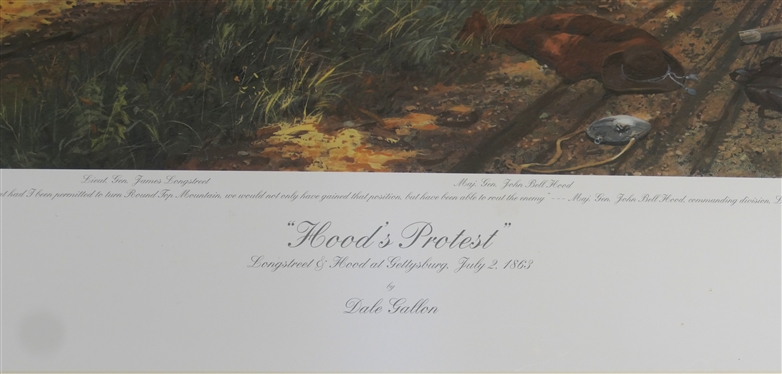 Lieut. Gen. James Longstreet
Maj. Gen. John Bell Hood
had I been permitted to turn Round Top Mountain, we would not only have gained that position, but have been able to rout the enemy" ---- Maj. Gen. John Bell Hood, commanding division,
"Hood's Protest"
Longstreet & Hood at Gettysburg, July 2, 1863
by
Dale Gallon